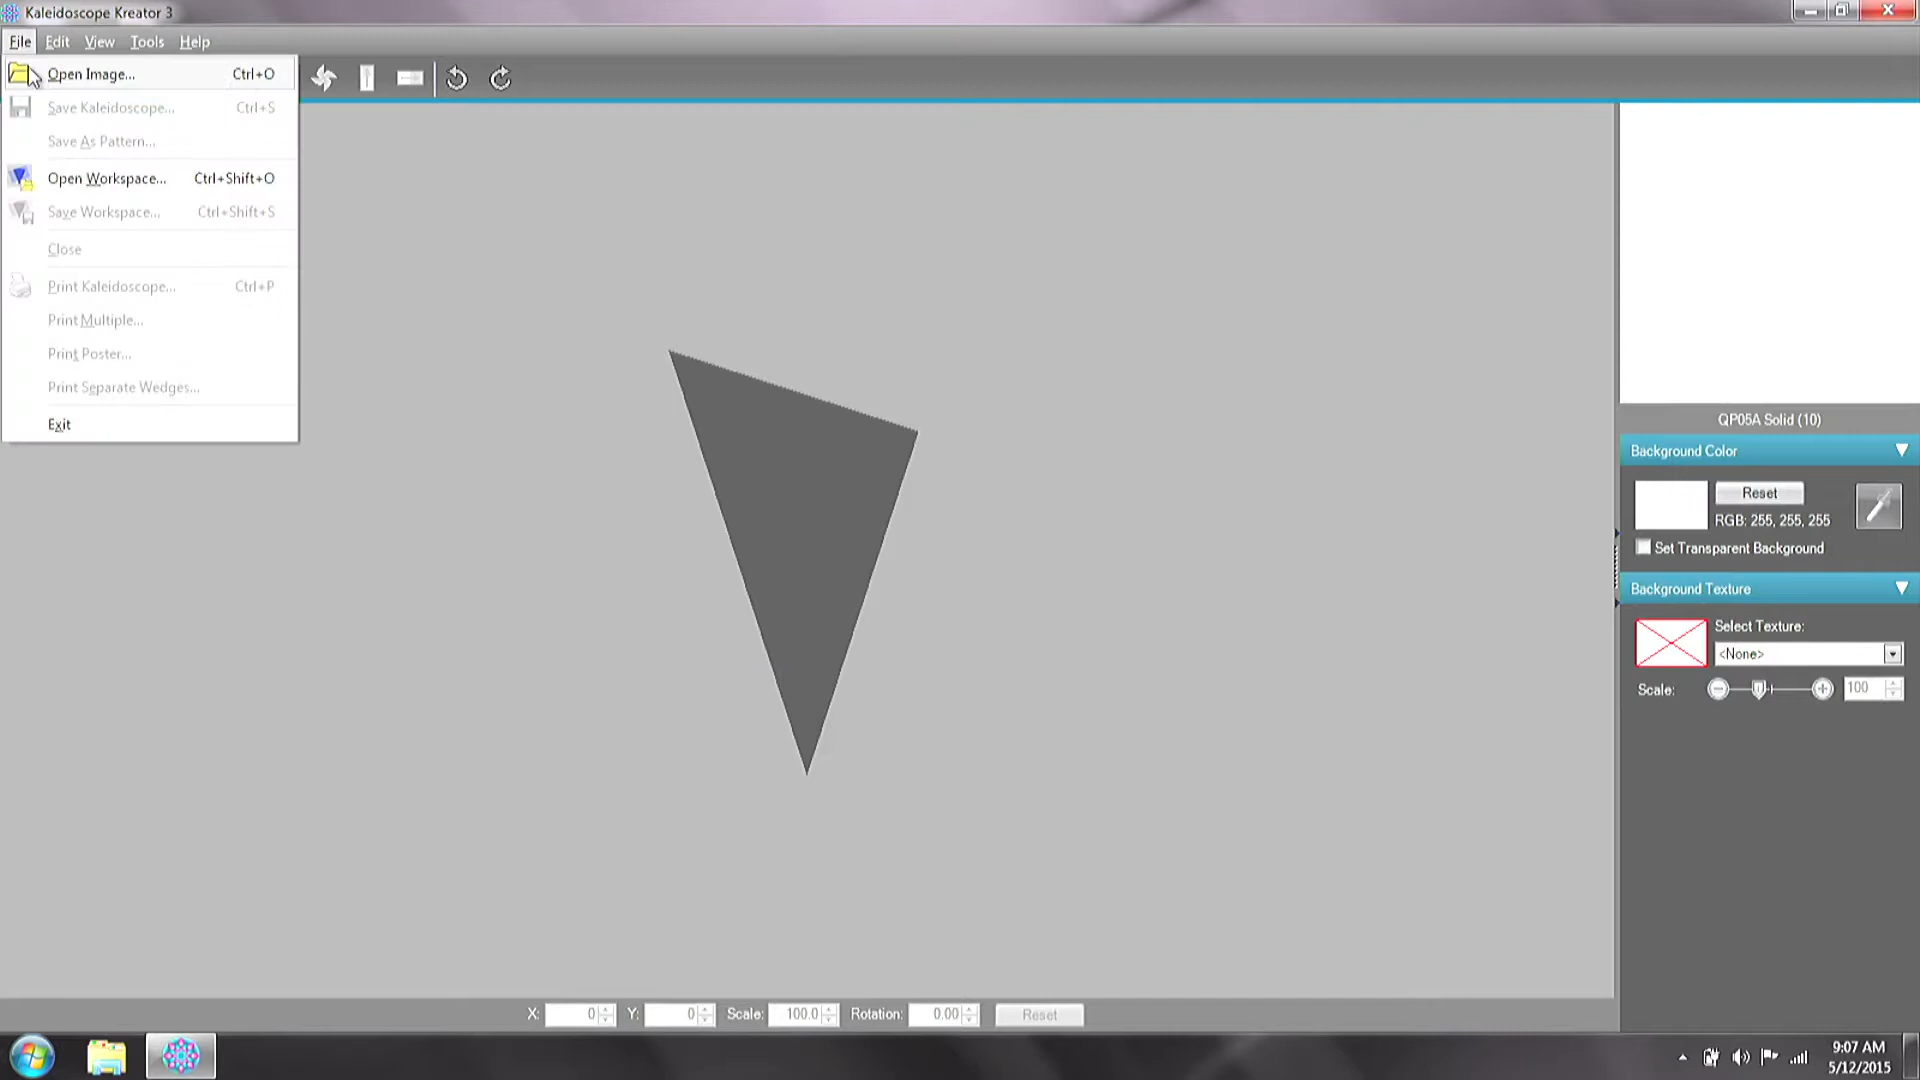 Kaleidoscope Kreator 3
File Edit View Tools Help
Open Image... Ctrl+O
Save Kaleidoscope... Ctrl+S
Save As Pattern...
Open Workspace... Ctrl+Shift+O
Save Workspace... Ctrl+Shift+S
Close
Print Kaleidoscope... Ctrl+P
Print Multiple...
Print Poster...
Print Separate Wedges...
Exit
QP05A Solid (10)
Background Color
Reset
RGB: 255, 255, 255
Set Transparent Background
Background Texture
Select Texture:
<None>
Scale: 100
X: 0 Y: 0 Scale: 100.0 Rotation: 0.00 Reset
9:07 AM
5/12/2015